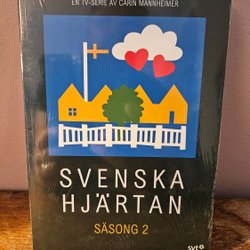 EN TV-SERIE AV CARIN MANNHEIMER
SVENSKA
HJÄRTAN
SÄSONG 2
svt